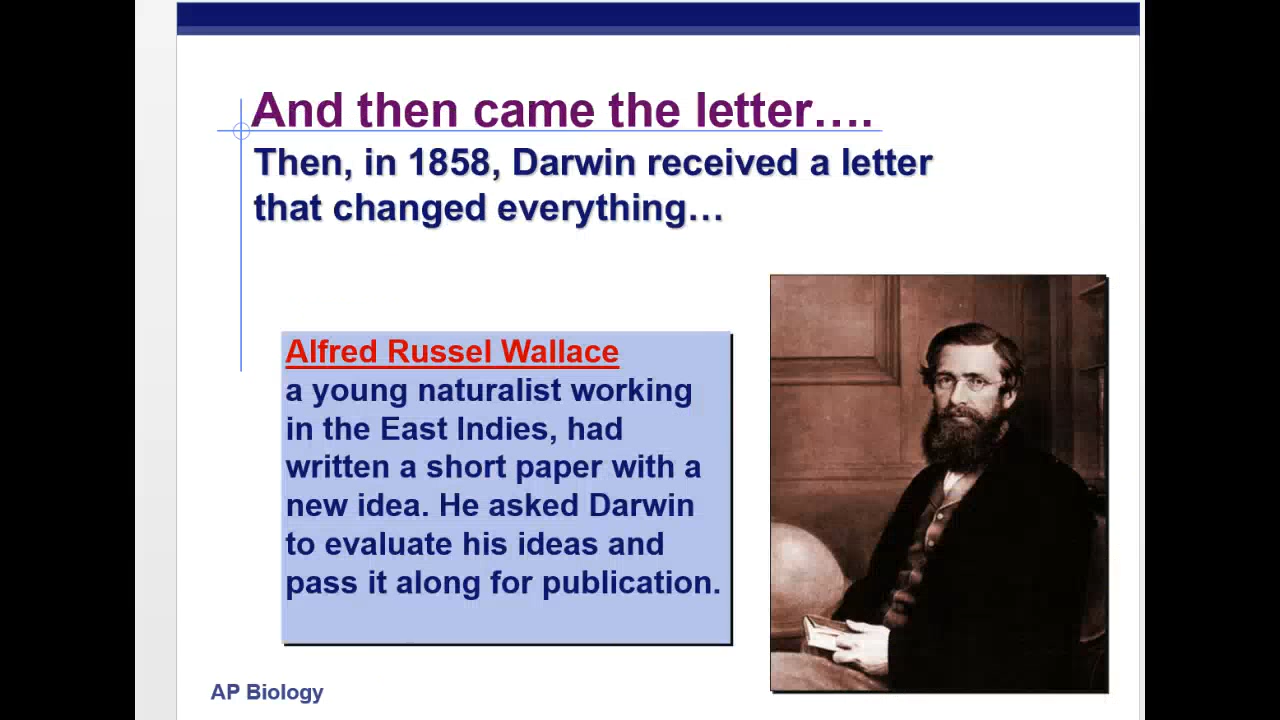 And then came the letter….
Then, in 1858, Darwin received a letter
that changed everything…
Alfred Russel Wallace
a young naturalist working
in the East Indies, had
written a short paper with a
new idea. He asked Darwin
to evaluate his ideas and
pass it along for publication.
AP Biology